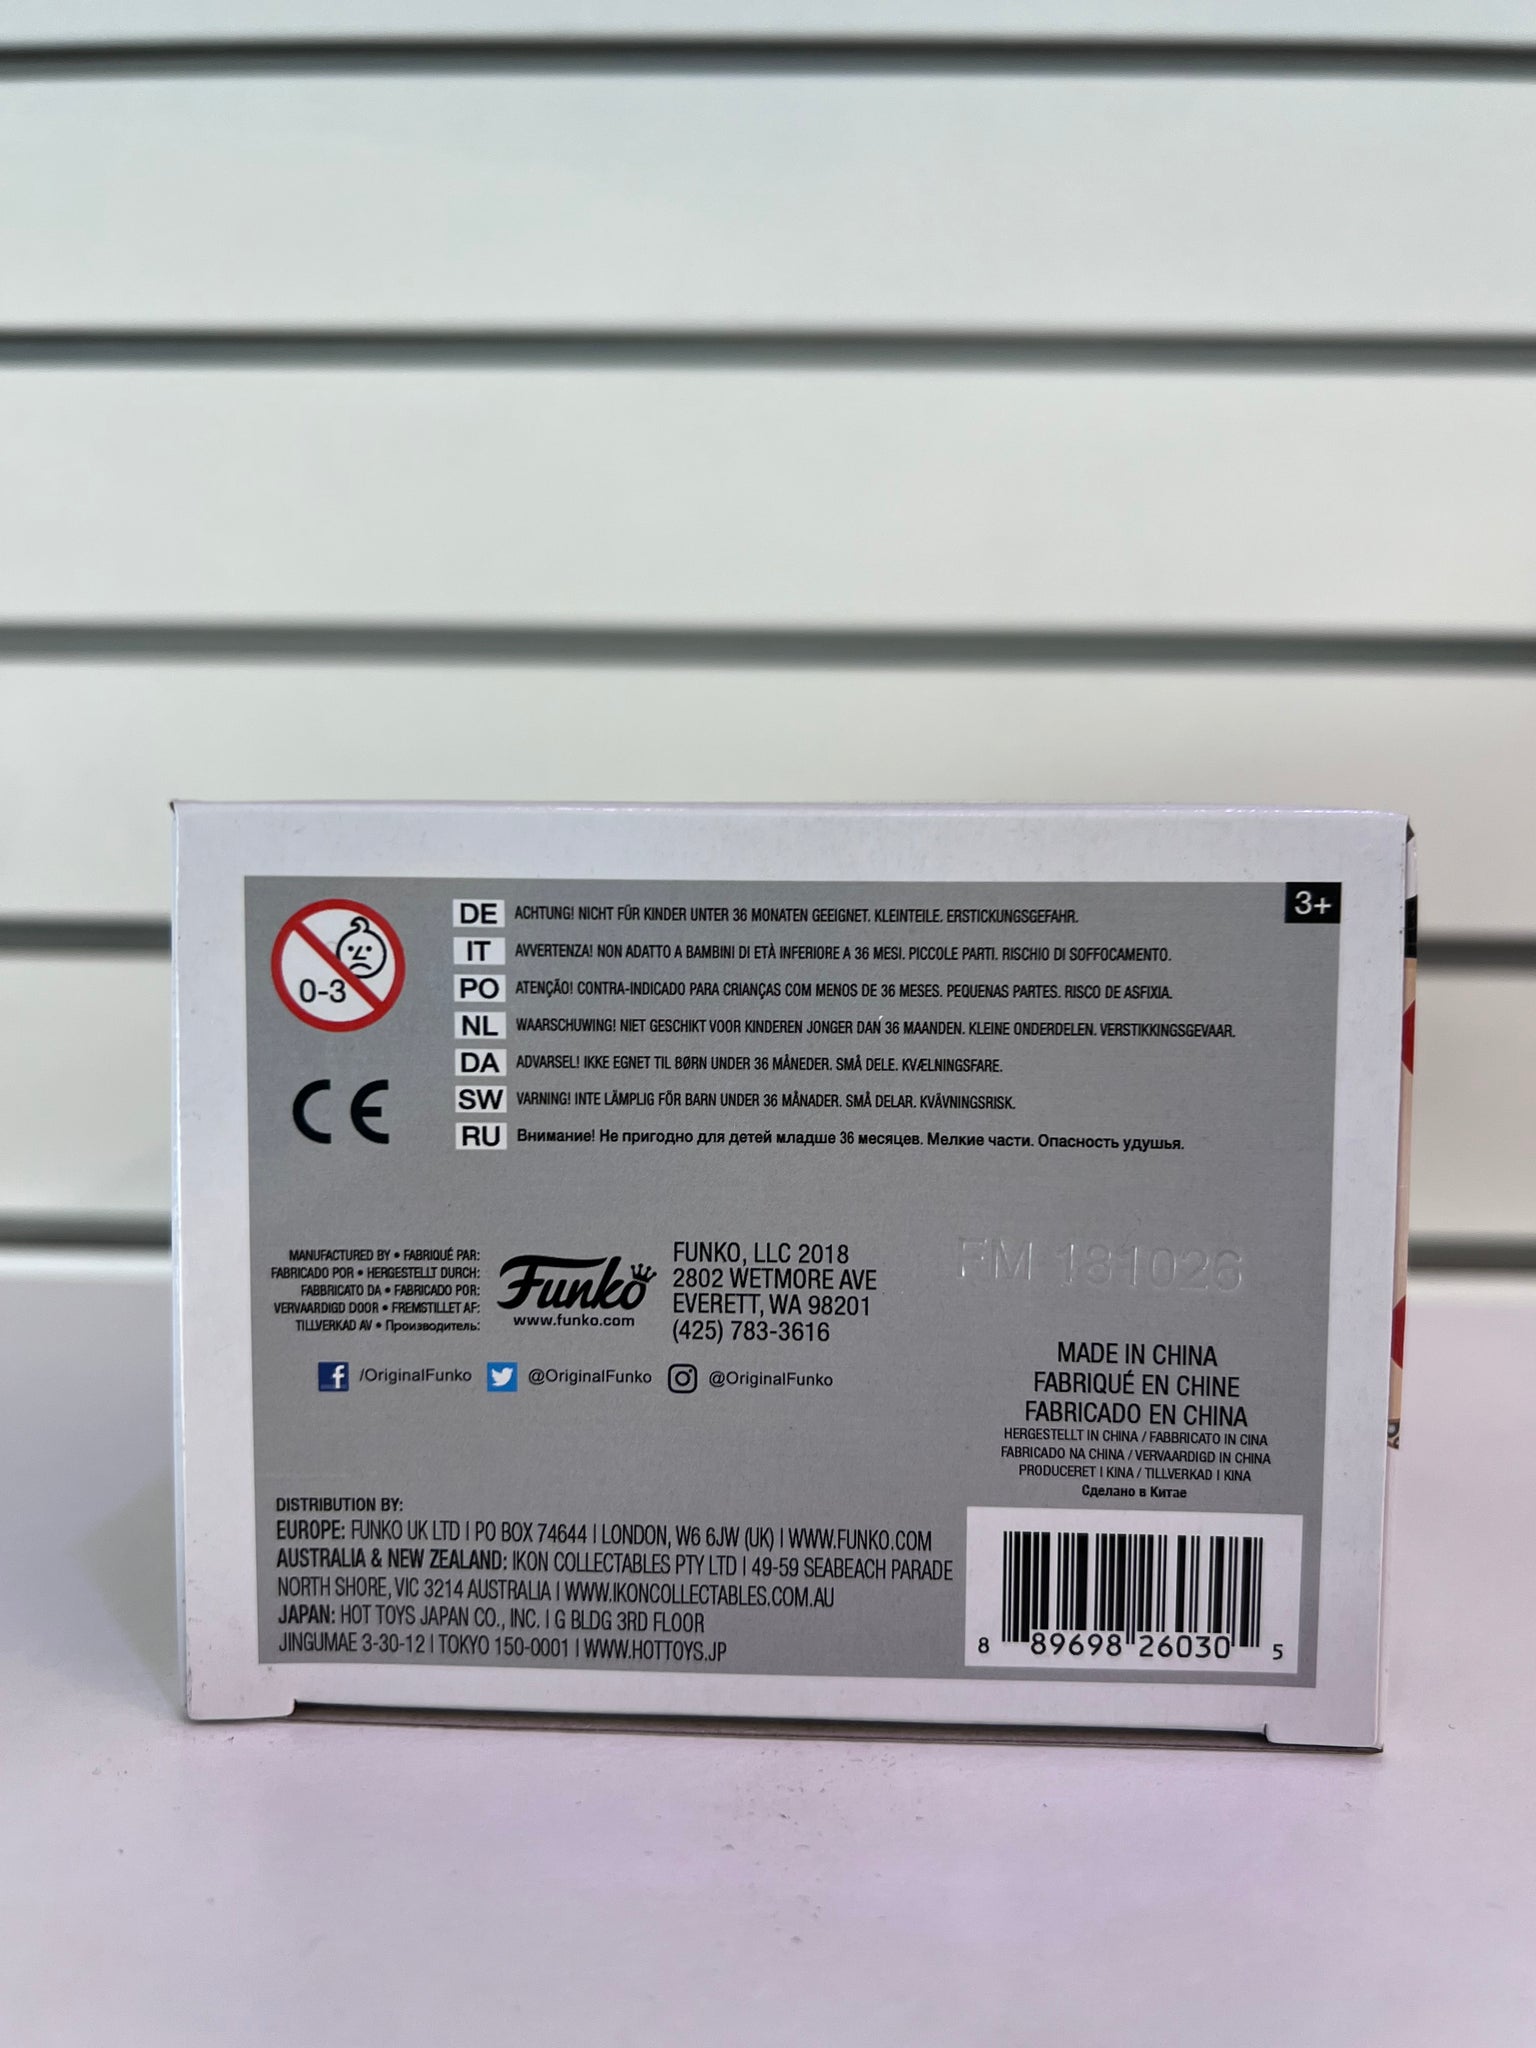 3+
0-3
DE ACHTUNG! NICHT FÜR KINDER UNTER 36 MONATEN GEEIGNET. KLEINTEILE. ERSTICKUNGSGEFAHR.
IT AVVERTENZA! NON ADATTO A BAMBINI DI ETÀ INFERIORE A 36 MESI. PICCOLE PARTI. RISCHIO DI SOFFOCAMENTO.
PO ATENÇÃO! CONTRA-INDICADO PARA CRIANÇAS COM MENOS DE 36 MESES. PEQUENAS PARTES. RISCO DE ASFIXIA.
NL WAARSCHUWING! NIET GESCHIKT VOOR KINDEREN JONGER DAN 36 MAANDEN. KLEINE ONDERDELEN. VERSTIKKINGSGEVAAR.
DA ADVARSEL! IKKE EGNET TIL BØRN UNDER 36 MÅNEDER. SMÅ DELE. KVÆLNINGSFARE.
SW VARNING! INTE LÄMPLIG FÖR BARN UNDER 36 MÅNADER. SMÅ DELAR. KVÄVNINGSRISK.
RU Внимание! Не пригодно для детей младше 36 месяцев. Мелкие части. Опасность удушья.
CE
MANUFACTURED BY • FABRIQUÉ PAR:
FABRICADO POR • HERGESTELLT DURCH:
FABBRICATO DA • FABRICADO POR:
VERVAARDIGD DOOR • FREMSTILLET AF:
TILLVERKAD AV • Производитель:
Funko
www.funko.com
FUNKO, LLC 2018
2802 WETMORE AVE
EVERETT, WA 98201
(425) 783-3616
FM 181026
/OriginalFunko @OriginalFunko @OriginalFunko
MADE IN CHINA
FABRIQUÉ EN CHINE
FABRICADO EN CHINA
HERGESTELLT IN CHINA / FABBRICATO IN CINA
FABRICADO NA CHINA / VERVAARDIGD IN CHINA
PRODUCERET I KINA / TILLVERKAD I KINA
Сделано в Китае
DISTRIBUTION BY:
EUROPE: FUNKO UK LTD | PO BOX 74644 | LONDON, W6 6JW (UK) | WWW.FUNKO.COM
AUSTRALIA & NEW ZEALAND: IKON COLLECTABLES PTY LTD | 49-59 SEABEACH PARADE
NORTH SHORE, VIC 3214 AUSTRALIA | WWW.IKONCOLLECTABLES.COM.AU
JAPAN: HOT TOYS JAPAN CO., INC. | G BLDG 3RD FLOOR
JINGUMAE 3-30-12 | TOKYO 150-0001 | WWW.HOTTOYS.JP
8 89698 26030 5